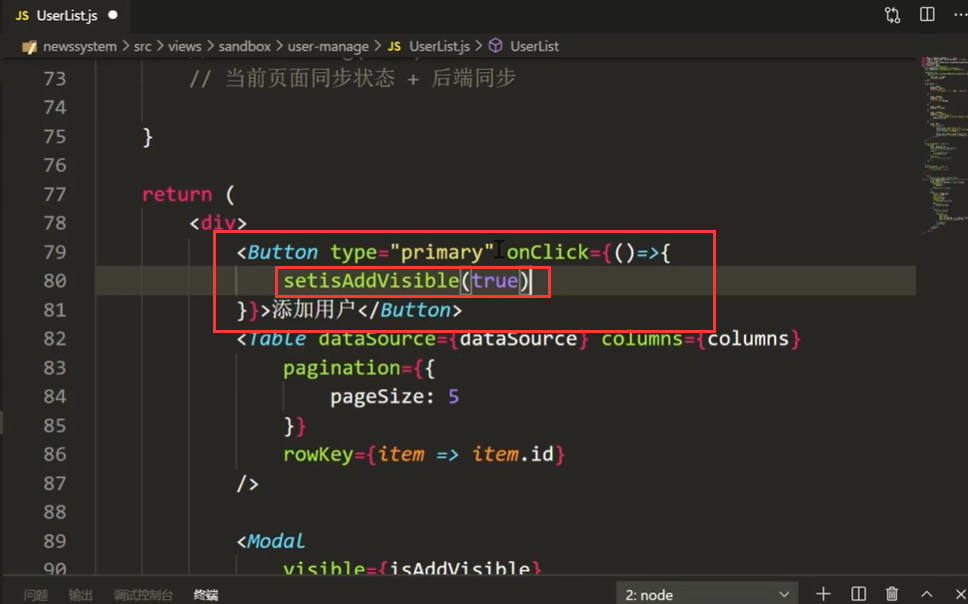 JS UserList.js
newssystem > src > views > sandbox > user-manage > JS UserList.js > UserList
73 // 当前页面同步状态 + 后端同步
74
75 }
76
77 return (
78 <div>
79 <Button type="primary" onClick={()=>{
80 setisAddVisible(true)
81 }}>添加用户</Button>
82 <Table dataSource={dataSource} columns={columns}
83 pagination={{
84 pageSize: 5
85 }}
86 rowKey={item => item.id}
87 />
88
89 <Modal
90 visible={isAddVisible}
问题 输出 调试控制台 终端 2: node